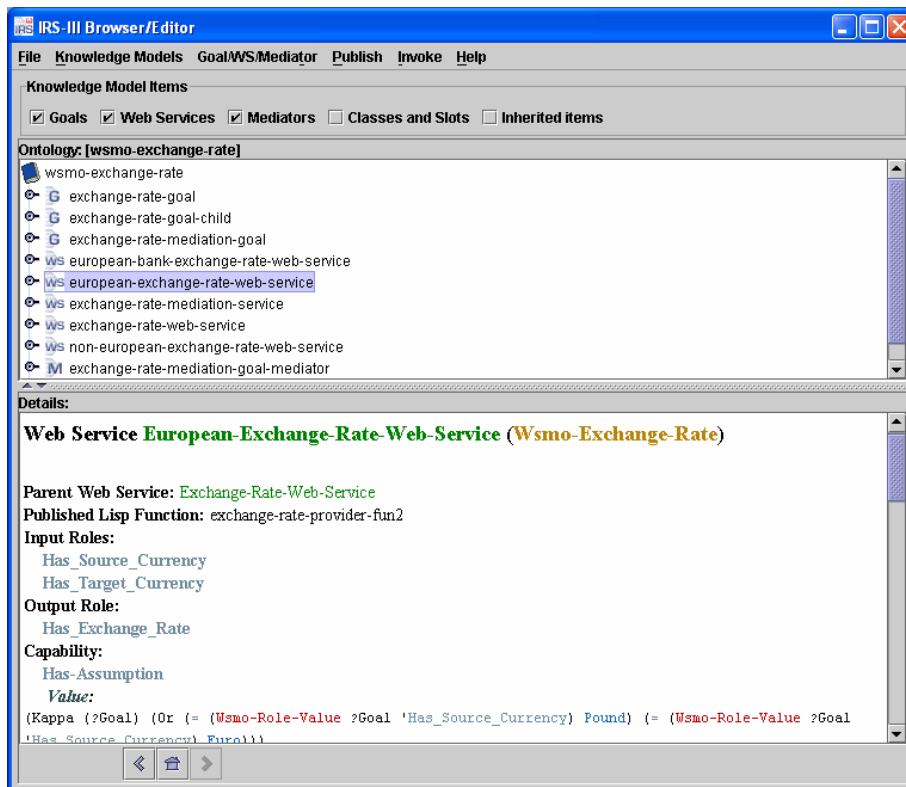 IRS IRS-III Browser/Editor
File Knowledge Models Goal/WS/Mediator Publish Invoke Help
Knowledge Model Items
Goals Web Services Mediators Classes and Slots Inherited items
Ontology: [wsmo-exchange-rate]
wsmo-exchange-rate
G exchange-rate-goal
G exchange-rate-goal-child
G exchange-rate-mediation-goal
WS european-bank-exchange-rate-web-service
WS european-exchange-rate-web-service
WS exchange-rate-mediation-service
WS exchange-rate-web-service
WS non-european-exchange-rate-web-service
M exchange-rate-mediation-goal-mediator
Details:
Web Service European-Exchange-Rate-Web-Service (Wsmo-Exchange-Rate)
Parent Web Service: Exchange-Rate-Web-Service
Published Lisp Function: exchange-rate-provider-fun2
Input Roles:
Has_Source_Currency
Has_Target_Currency
Output Role:
Has_Exchange_Rate
Capability:
Has-Assumption
Value:
(Kappa (?Goal) (Or (= (Wsmo-Role-Value ?Goal 'Has_Source_Currency) Pound) (= (Wsmo-Role-Value ?Goal
'Has_Source_Currency) Euro)))